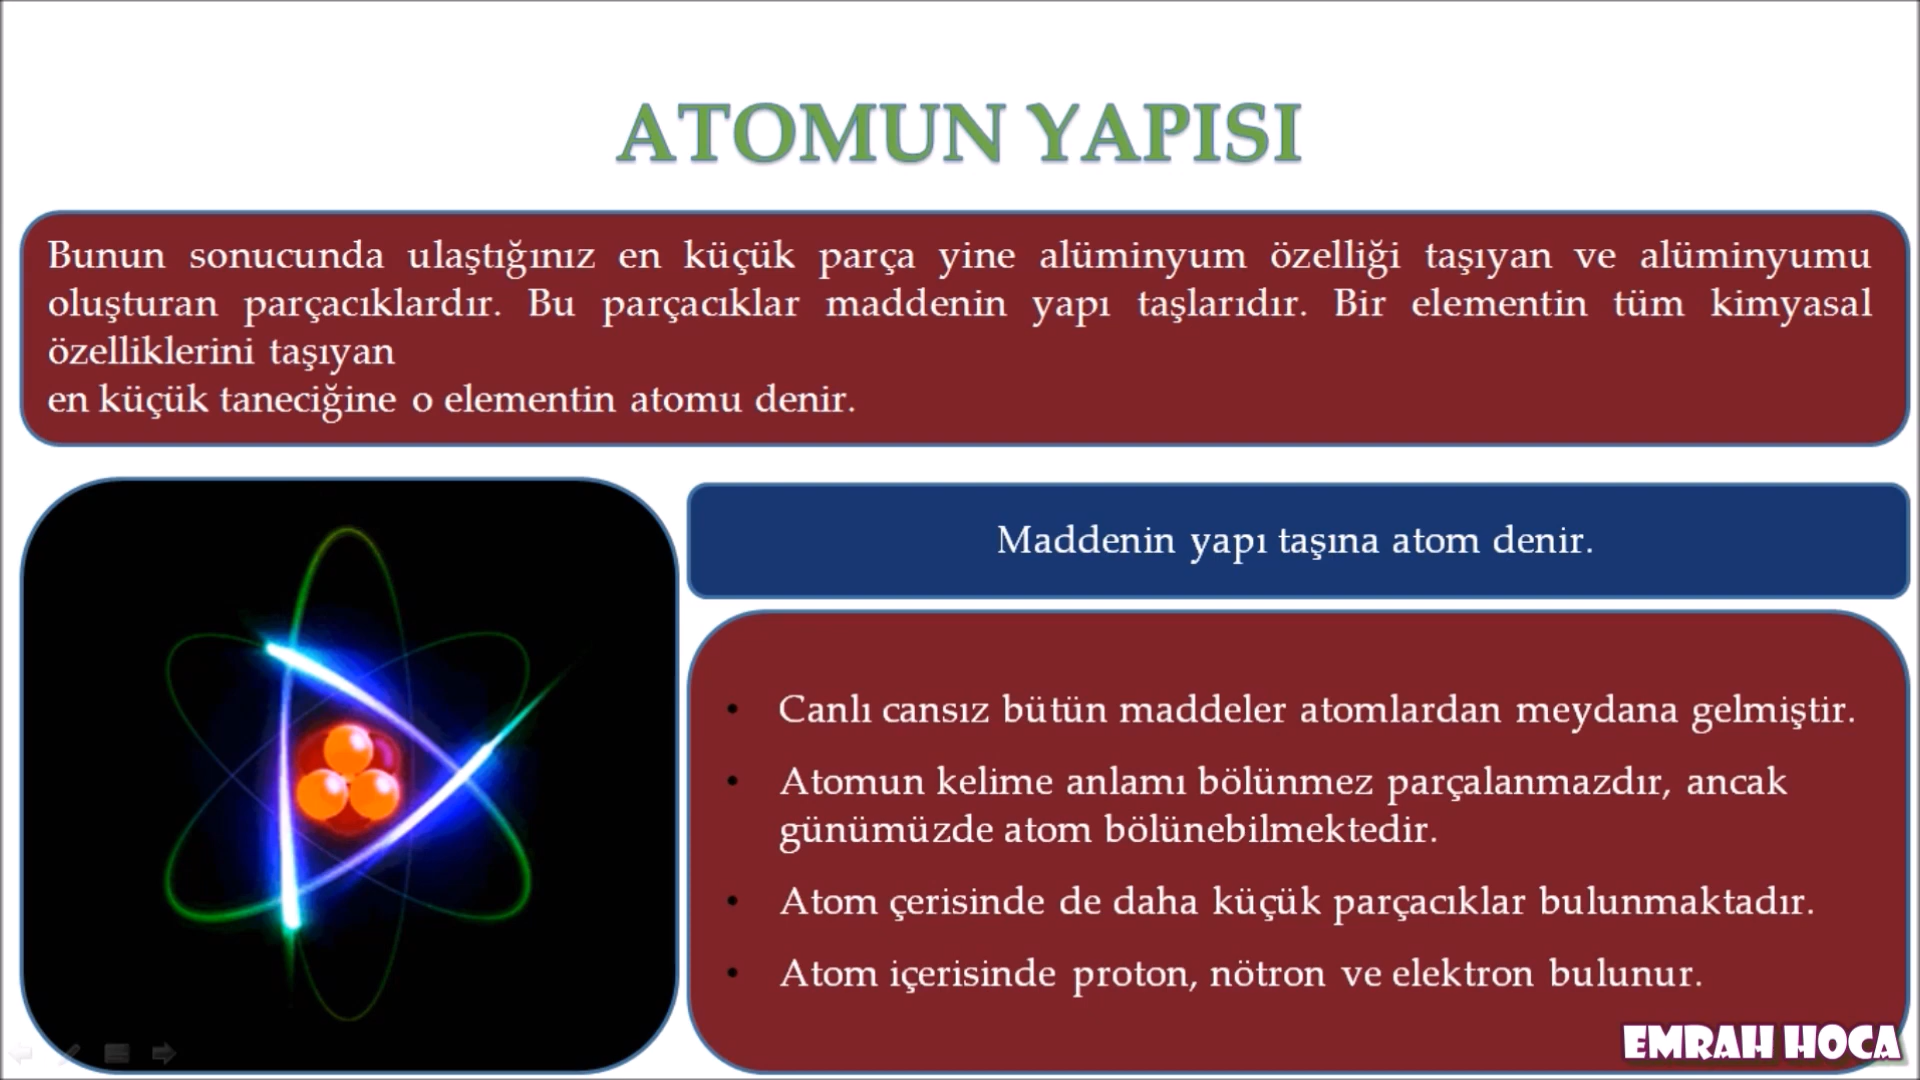 ATOMUN YAPISI
Bunun sonucunda ulaştığınız en küçük parça yine alüminyum özelliği taşıyan ve alüminyumu
oluşturan parçacıklardır. Bu parçacıklar maddenin yapı taşlarıdır. Bir elementin tüm kimyasal
özelliklerini taşıyan
en küçük taneciğine o elementin atomu denir.
Maddenin yapı taşına atom denir.
• Canlı cansız bütün maddeler atomlardan meydana gelmiştir.
• Atomun kelime anlamı bölünmez parçalanmazdır, ancak
günümüzde atom bölünebilmektedir.
• Atom çerisinde de daha küçük parçacıklar bulunmaktadır.
• Atom içerisinde proton, nötron ve elektron bulunur.
EMRAH HOCA